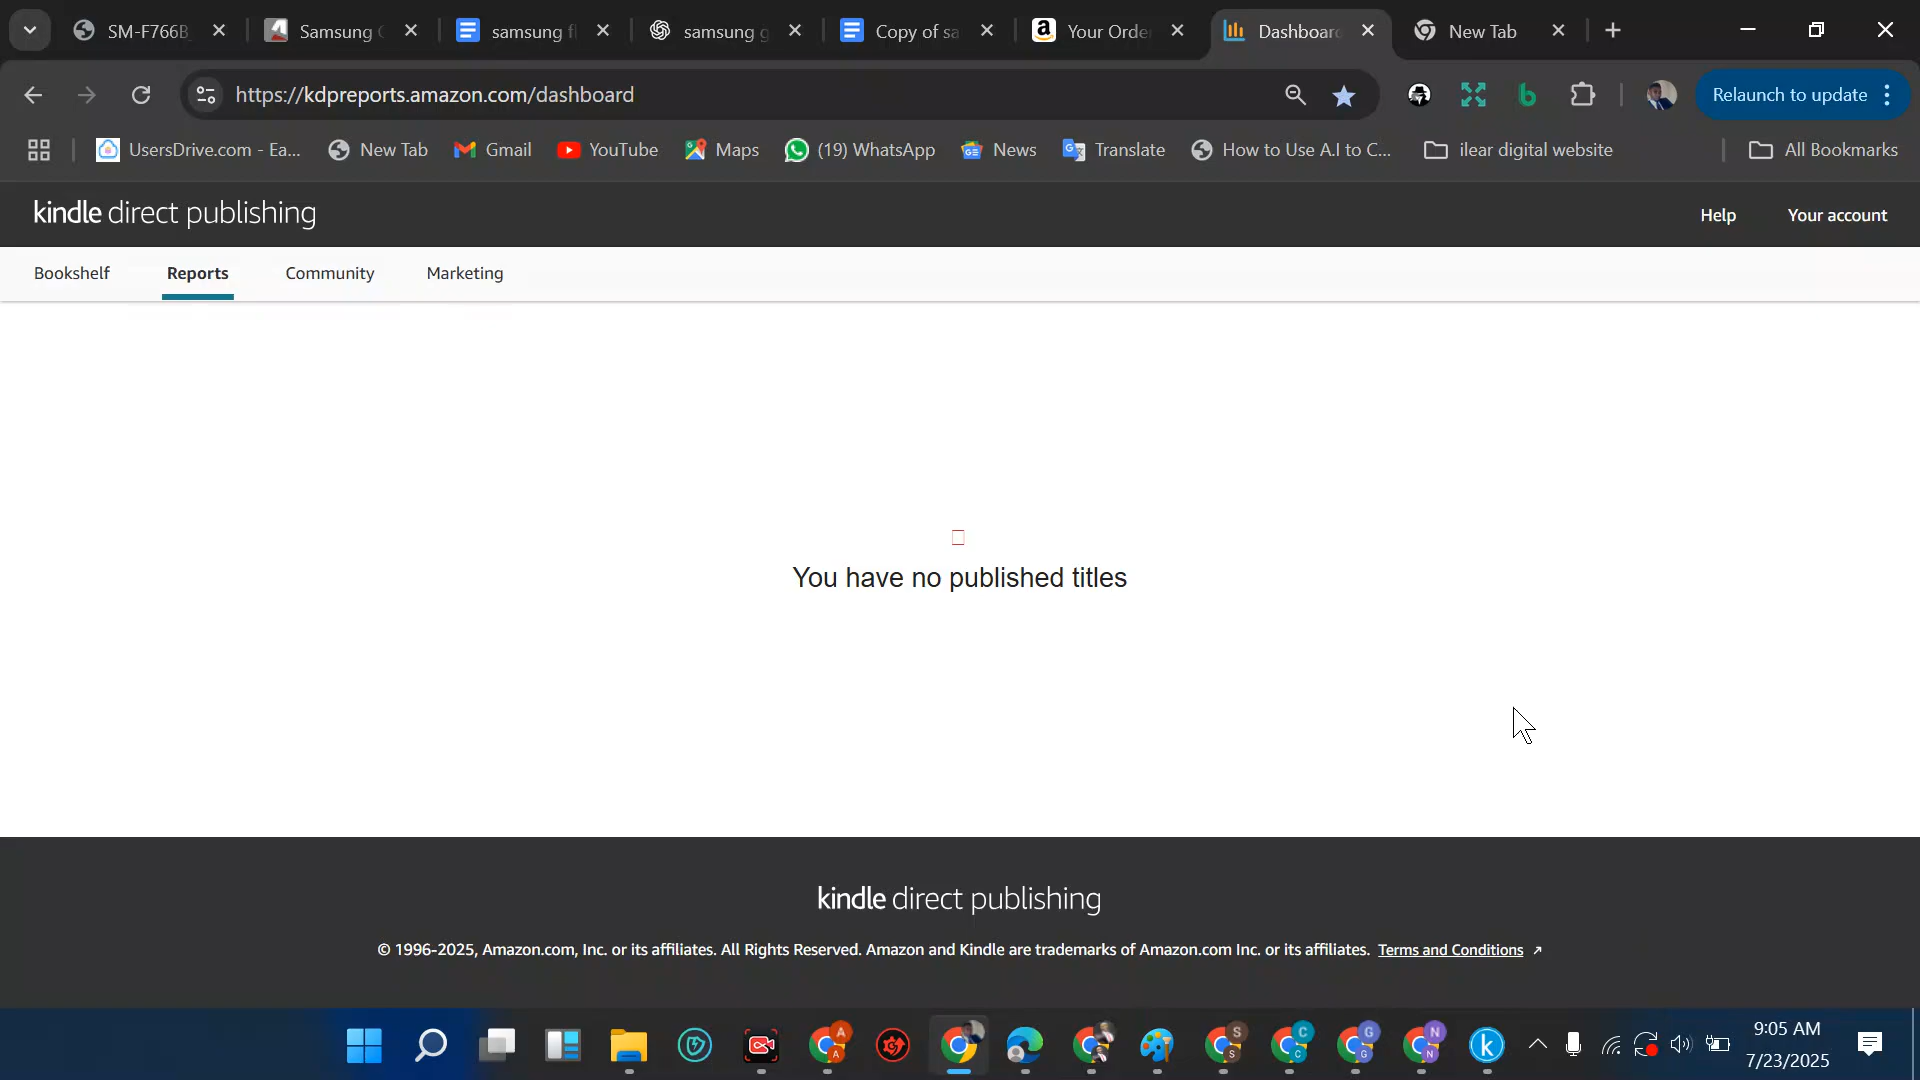 SM-F766B
Samsung
samsung fl
samsung g
Copy of sa
Your Order
Dashboard
New Tab
https://kdpreports.amazon.com/dashboard
Relaunch to update
UsersDrive.com - Ea...
New Tab
Gmail
YouTube
Maps
(19) WhatsApp
News
Translate
How to Use A.I to C...
ilear digital website
All Bookmarks
kindle direct publishing
Help
Your account
Bookshelf
Reports
Community
Marketing
You have no published titles
kindle direct publishing
© 1996-2025, Amazon.com, Inc. or its affiliates. All Rights Reserved. Amazon and Kindle are trademarks of Amazon.com Inc. or its affiliates. Terms and Conditions
9:05 AM
7/23/2025